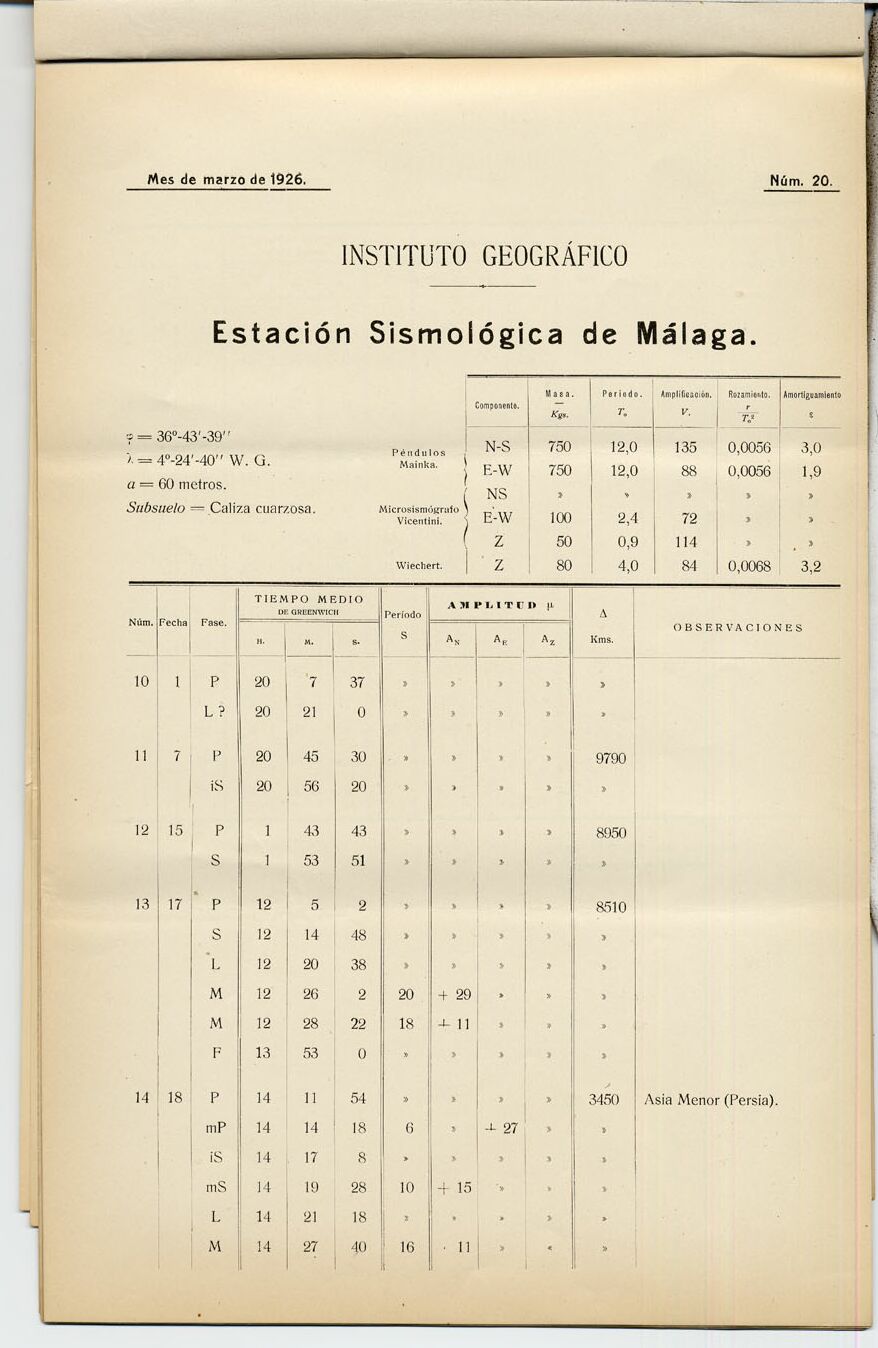 Mes de marzo de 1926. Núm. 20.
INSTITUTO GEOGRÁFICO
Estación Sismológica de Málaga.
φ = 36º-43'-39''
λ = 4º-24'-40'' W. G.
a = 60 metros.
Subsuelo = Caliza cuarzosa.
Componente. Masa. — Kgs. Periodo. T₀ Amplificación. V. Rozamiento. r/T₀² Amortiguamiento ε
Péndulos Mainka. N-S 750 12,0 135 0,0056 3,0
E-W 750 12,0 88 0,0056 1,9
Microsismógrafo Vicentini. NS » » » » »
E-W 100 2,4 72 » »
Z 50 0,9 114 » »
Wiechert. Z 80 4,0 84 0,0068 3,2
Núm. Fecha Fase. TIEMPO MEDIO DE GREENWICH Período S AMPLITUD μ Δ Kms. OBSERVACIONES
H. M. S. A_N A_E A_Z
10 1 P 20 7 37 » » » » »
L ? 20 21 0 » » » » »
11 7 P 20 45 30 » » » » 9790
iS 20 56 20 » » » » »
12 15 P 1 43 43 » » » » 8950
S 1 53 51 » » » » »
13 17 P 12 5 2 » » » » 8510
S 12 14 48 » » » » »
L 12 20 38 » » » » »
M 12 26 2 20 + 29 » » »
M 12 28 22 18 + 11 » » »
F 13 53 0 » » » » »
14 18 P 14 11 54 » » » » 3450 Asia Menor (Persia).
mP 14 14 18 6 » + 27 » »
iS 14 17 8 » » » » »
mS 14 19 28 10 + 15 » » »
L 14 21 18 » » » » »
M 14 27 40 16 11 » « »